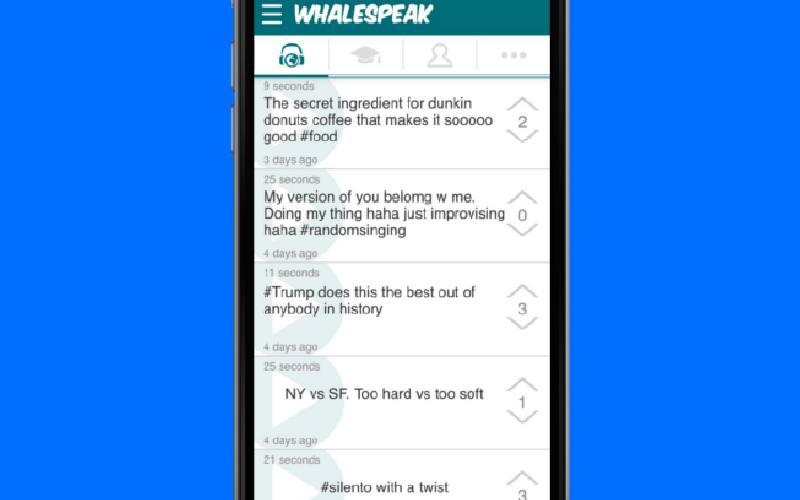 WHALESPEAK
9 seconds
The secret ingredient for dunkin
donuts coffee that makes it sooooo
good #food
2
3 days ago
25 seconds
My version of you belomg w me.
Doing my thing haha just improvising
haha #randomsinging
0
4 days ago
11 seconds
#Trump does this the best out of
anybody in history
3
4 days ago
25 seconds
NY vs SF. Too hard vs too soft
1
4 days ago
21 seconds
#silento with a twist
3